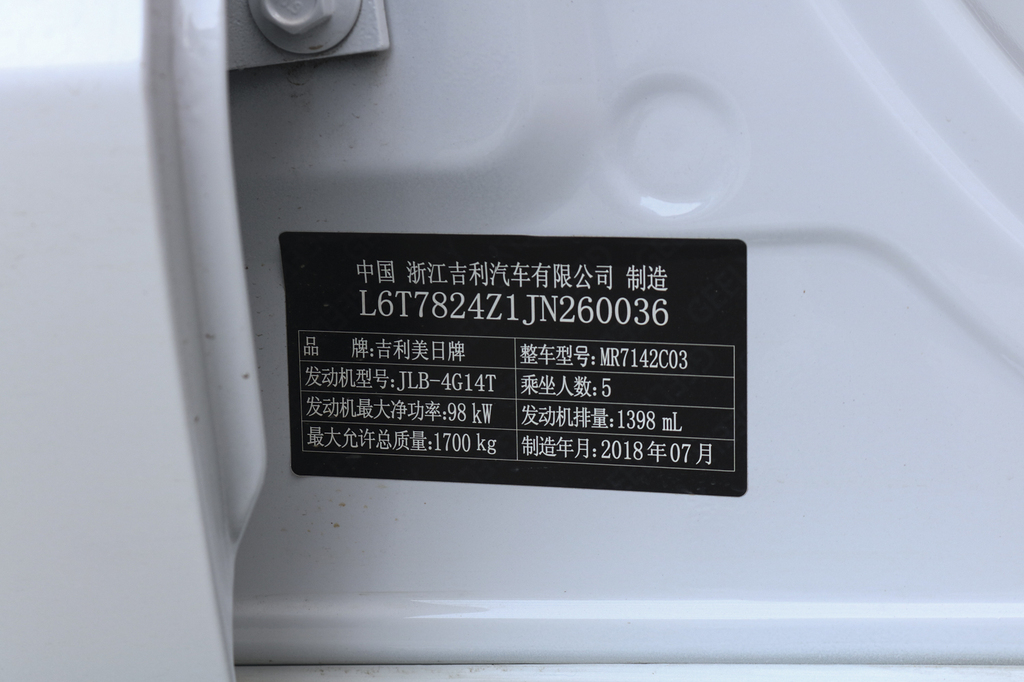 中国 浙江吉利汽车有限公司 制造
L6T7824Z1JN260036
品 牌:吉利美日牌 整车型号:MR7142C03
发动机型号:JLB-4G14T 乘坐人数:5
发动机最大净功率:98 kW 发动机排量:1398 mL
最大允许总质量:1700 kg 制造年月:2018年07月